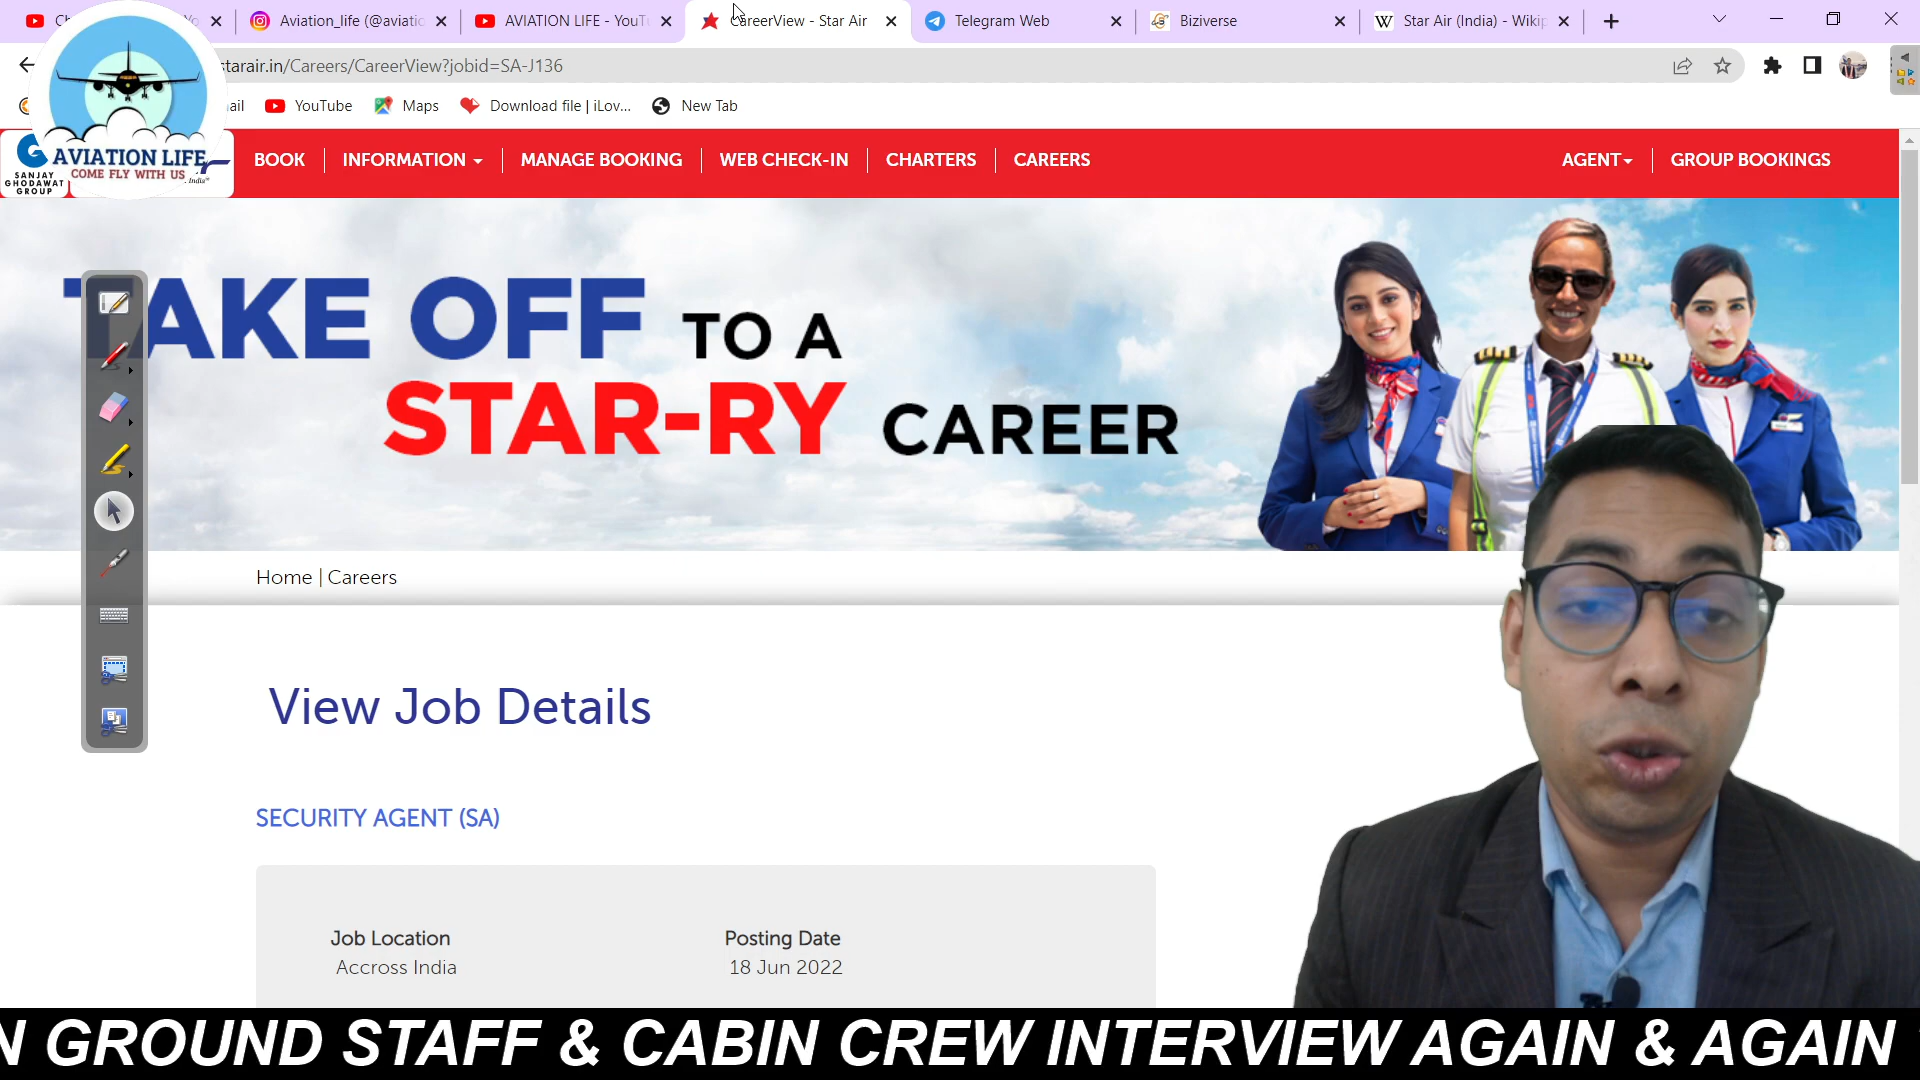 Aviation_life (@aviatio
AVIATION LIFE - YouTu
CareerView - Star Air
Telegram Web
Biziverse
Star Air (India) - Wikip
starair.in/Careers/CareerView?jobid=SA-J136
YouTube
Maps
Download file | iLov...
New Tab
AVIATION LIFE
COME FLY WITH US
SANJAY
GHODAWAT
GROUP
BOOK
INFORMATION
MANAGE BOOKING
WEB CHECK-IN
CHARTERS
CAREERS
AGENT
GROUP BOOKINGS
TAKE OFF TO A
STAR-RY CAREER
Home | Careers
View Job Details
SECURITY AGENT (SA)
Job Location
Accross India
Posting Date
18 Jun 2022
N GROUND STAFF & CABIN CREW INTERVIEW AGAIN & AGAIN